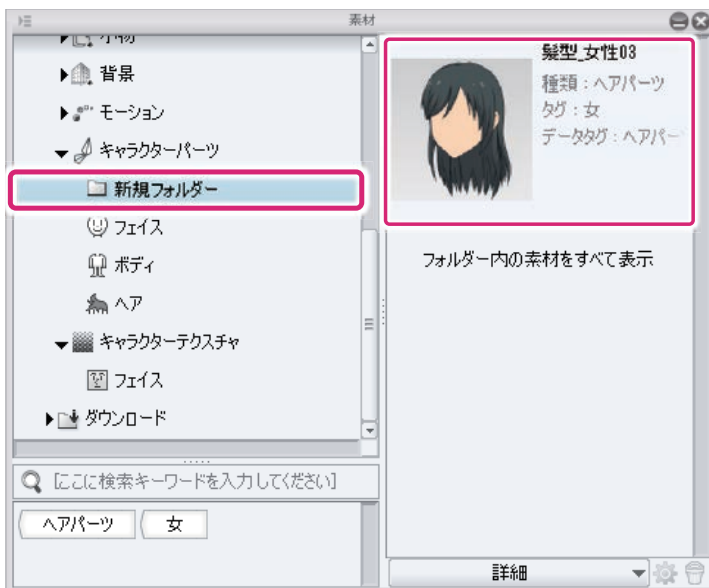 素材
小物
背景
モーション
キャラクターパーツ
新規フォルダー
フェイス
ボディ
ヘア
キャラクターテクスチャ
フェイス
ダウンロード
[ここに検索キーワードを入力してください]
ヘアパーツ 女
髪型_女性03
種類：ヘアパーツ
タグ：女
データタグ：ヘアパー
フォルダー内の素材をすべて表示
詳細